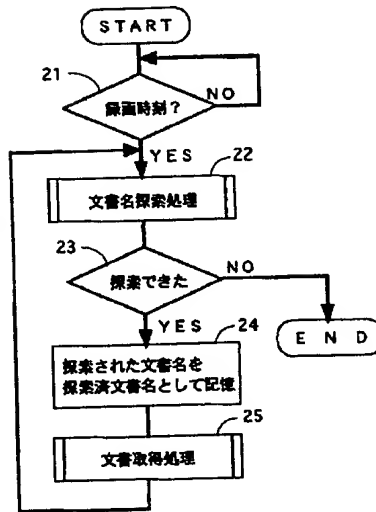 START
21
録画時刻?
NO
YES
22
文書名探索処理
23
探索できた
NO
YES
END
24
探索された文書名を
探索済文書名として記憶
25
文書取得処理